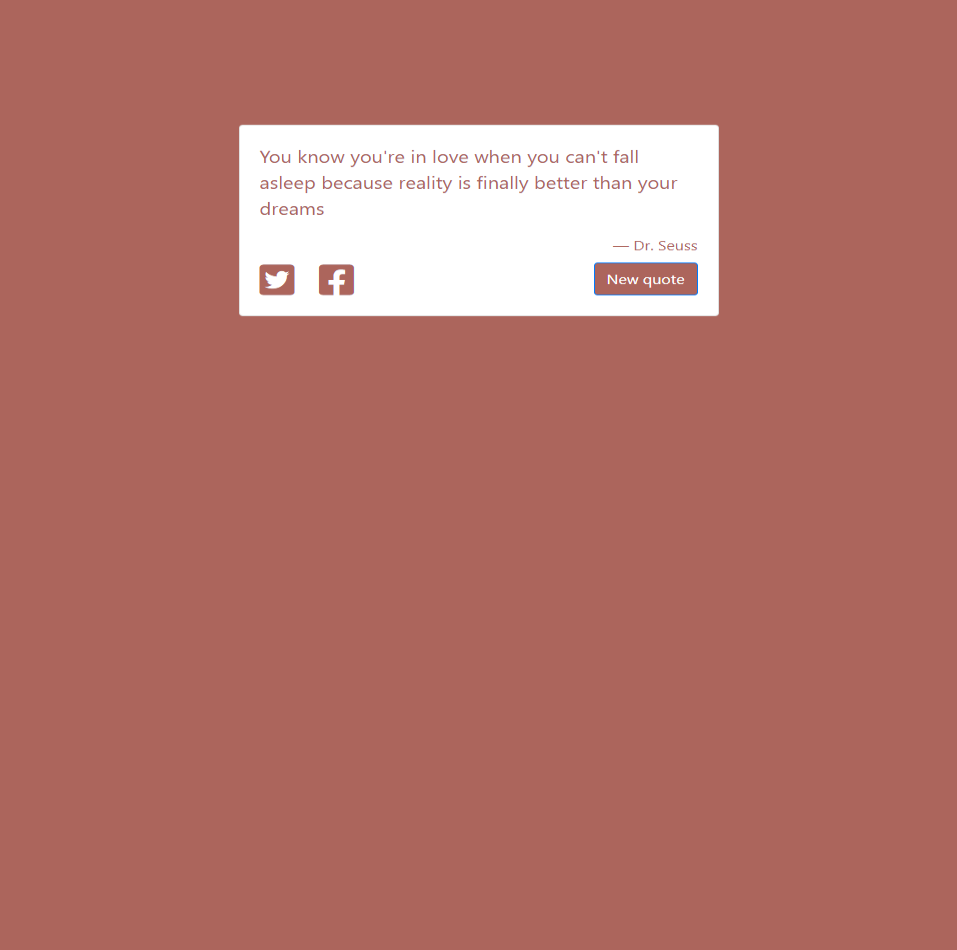 You know you're in love when you can't fall
asleep because reality is finally better than your
dreams
— Dr. Seuss
New quote